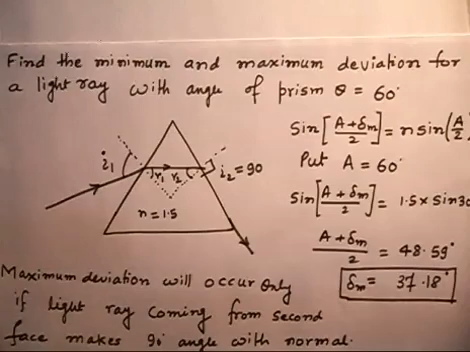 Find the minimum and maximum deviation for
a light ray with angle of prism θ = 60°
Sin[A+δm/2] = n sin(A/2
Put A = 60°
Sin[A+δm/2] = 1.5 x Sin30
A+δm/2 = 48.59°
δm = 37.18°
i1
r1
r2
i2 = 90
n = 1.5
Maximum deviation will occur only
if light ray coming from second
face makes 90 angle with normal.